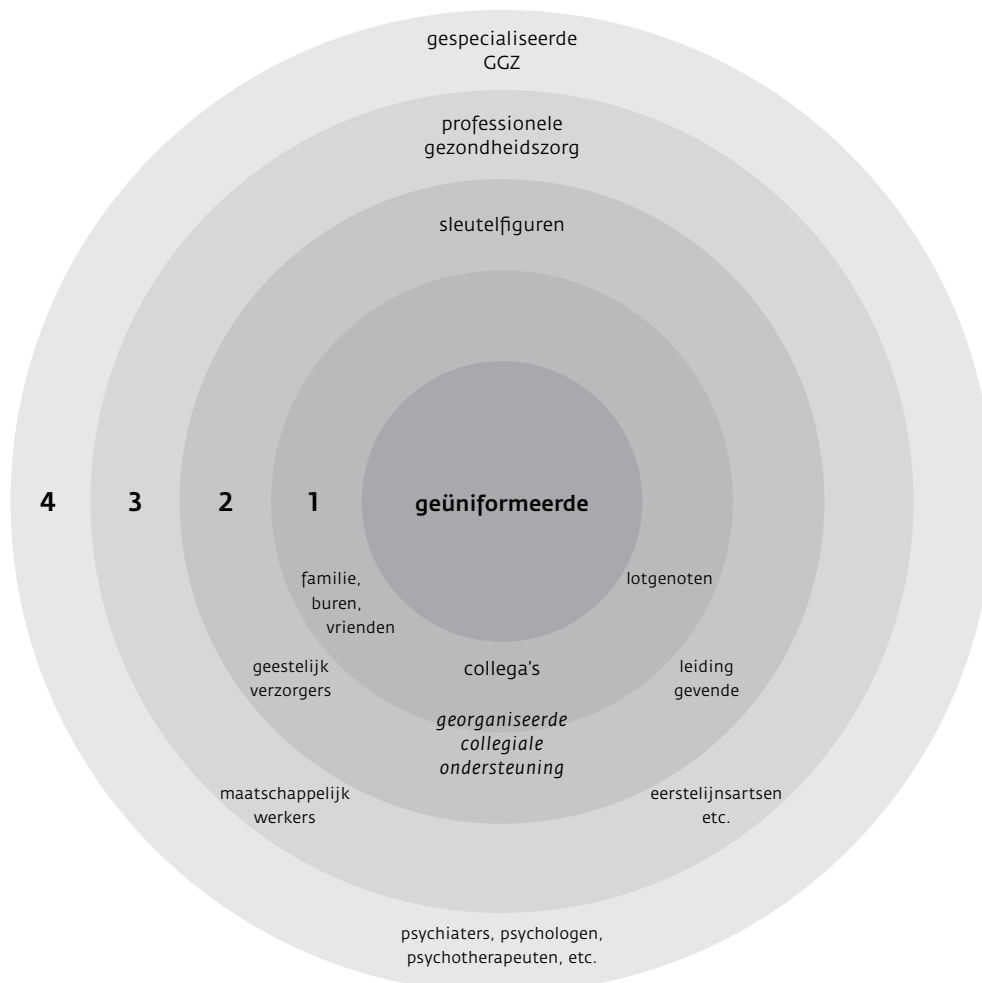 gespecialiseerde
GGZ
professionele
gezondheidszorg
sleutelfiguren
4 3 2 1 geüniformeerde
familie,
buren,
vrienden
lotgenoten
geestelijk
verzorgers
collega's
leiding
gevende
georganiseerde
collegiale
ondersteuning
maatschappelijk
werkers
eerstelijnsartsen
etc.
psychiaters, psychologen,
psychotherapeuten, etc.